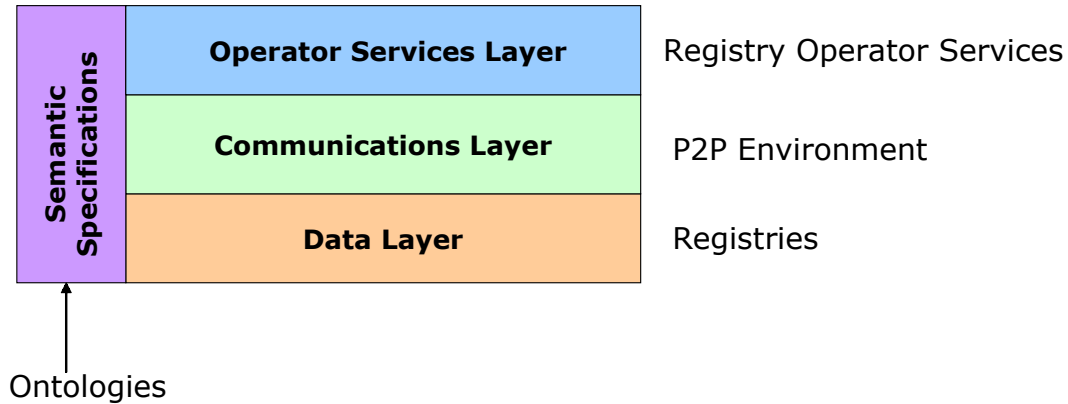 Semantic
Specifications
Operator Services Layer
Registry Operator Services
Communications Layer
P2P Environment
Data Layer
Registries
Ontologies